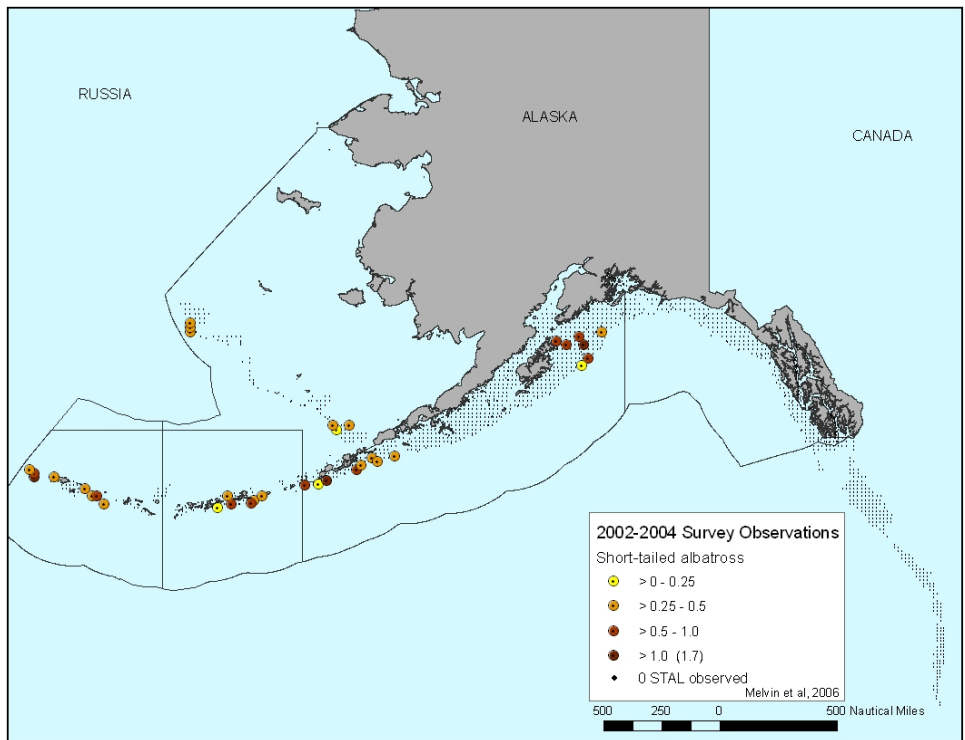 RUSSIA
ALASKA
CANADA
2002-2004 Survey Observations
Short-tailed albatross
> 0 - 0.25
> 0.25 - 0.5
> 0.5 - 1.0
> 1.0 (1.7)
0 STAL observed
Melvin et al, 2006
500 250 0 500 Nautical Miles